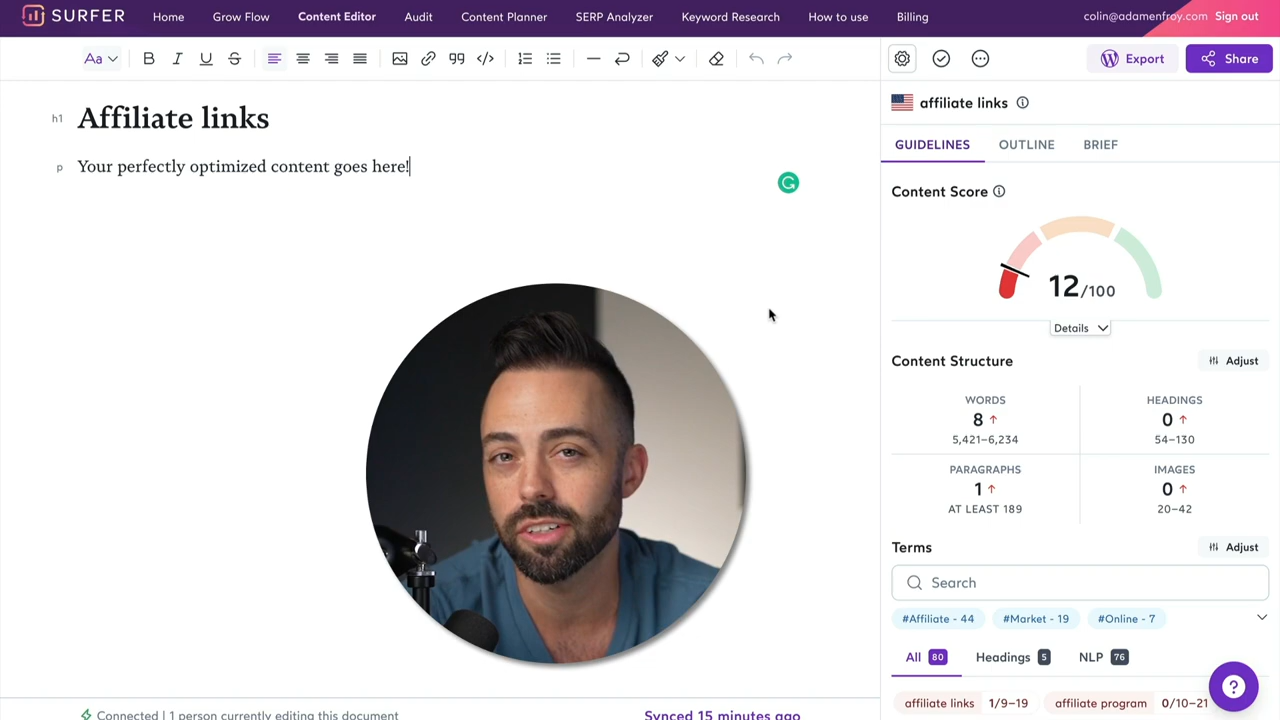 SURFER
Home Grow Flow Content Editor Audit Content Planner SERP Analyzer Keyword Research How to use Billing
colin@adamenfroy.com Sign out
Aa B I U S
Export Share
h1 Affiliate links
p Your perfectly optimized content goes here!
affiliate links
GUIDELINES OUTLINE BRIEF
Content Score
12/100
Details
Content Structure Adjust
WORDS HEADINGS
8 ↑ 0 ↑
5,421–6,234 54–130
PARAGRAPHS IMAGES
1 ↑ 0 ↑
AT LEAST 189 20–42
Terms Adjust
Search
#Affiliate - 44 #Market - 19 #Online - 7
All 80 Headings 5 NLP 76
affiliate links 1/9–19 affiliate program 0/10–21
Connected | 1 person currently editing this document Synced 15 minutes ago